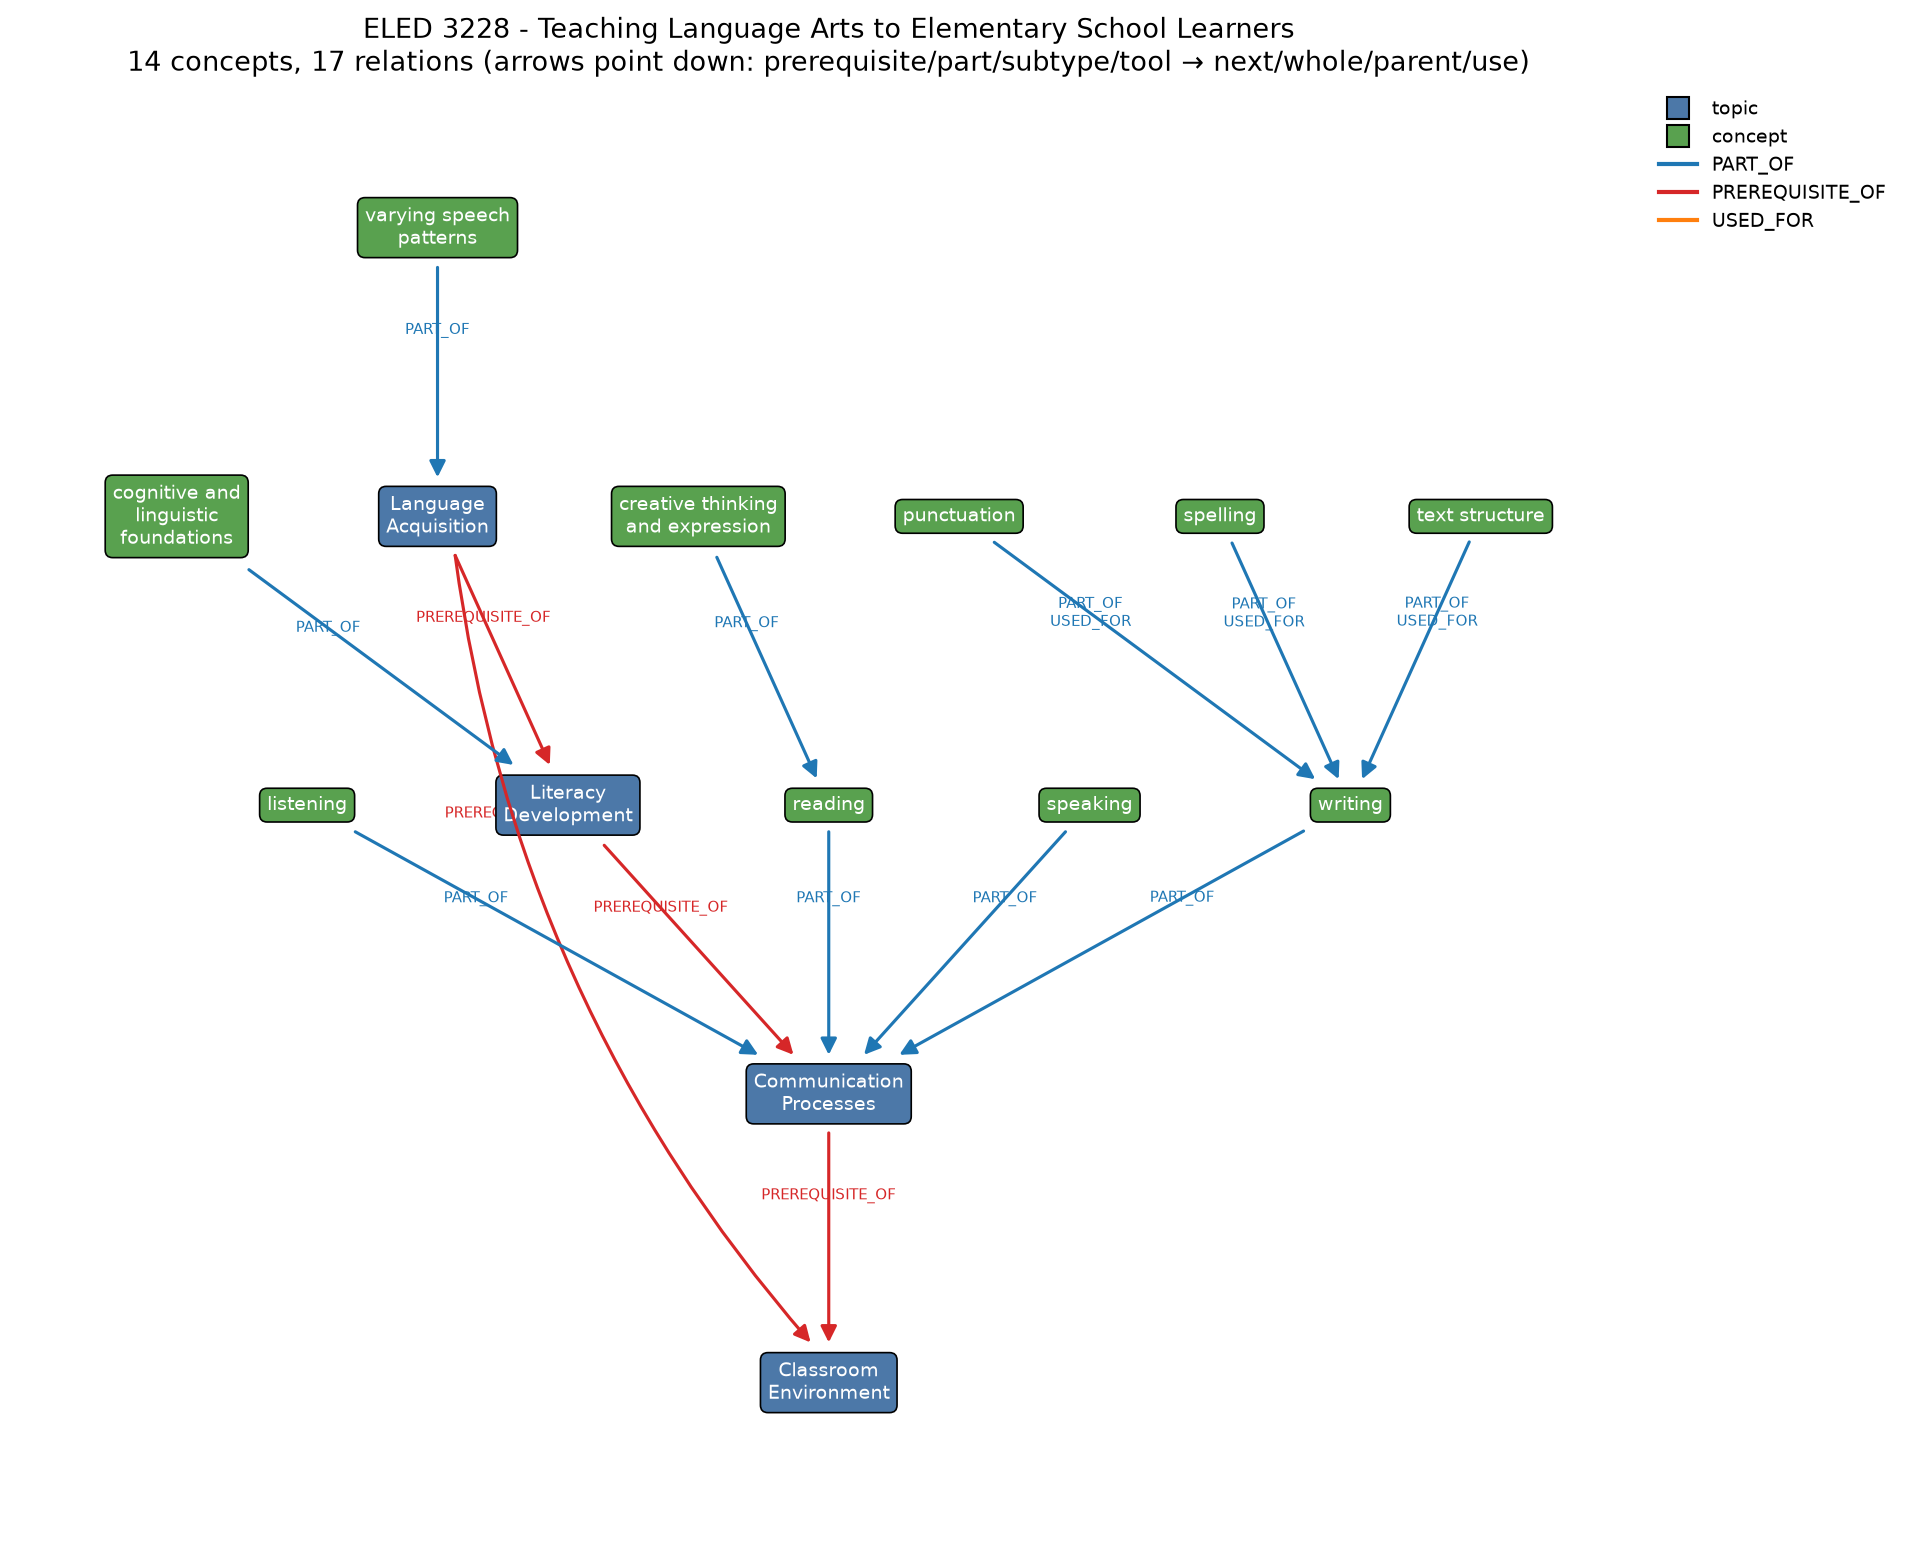 ELED 3228 - Teaching Language Arts to Elementary School Learners
14 concepts, 17 relations (arrows point down: prerequisite/part/subtype/tool → next/whole/parent/use)
topic
concept
PART_OF
PREREQUISITE_OF
USED_FOR
varying speech
patterns
PART_OF
cognitive and
linguistic
foundations
Language
Acquisition
creative thinking
and expression
punctuation
spelling
text structure
PART_OF
PREREQUISITE_OF
PART_OF
PART_OF
USED_FOR
PART_OF
USED_FOR
PART_OF
USED_FOR
listening
Literacy
Development
reading
speaking
writing
PART_OF
PREREQUISITE_OF
PART_OF
PART_OF
PART_OF
Communication
Processes
PREREQUISITE_OF
Classroom
Environment